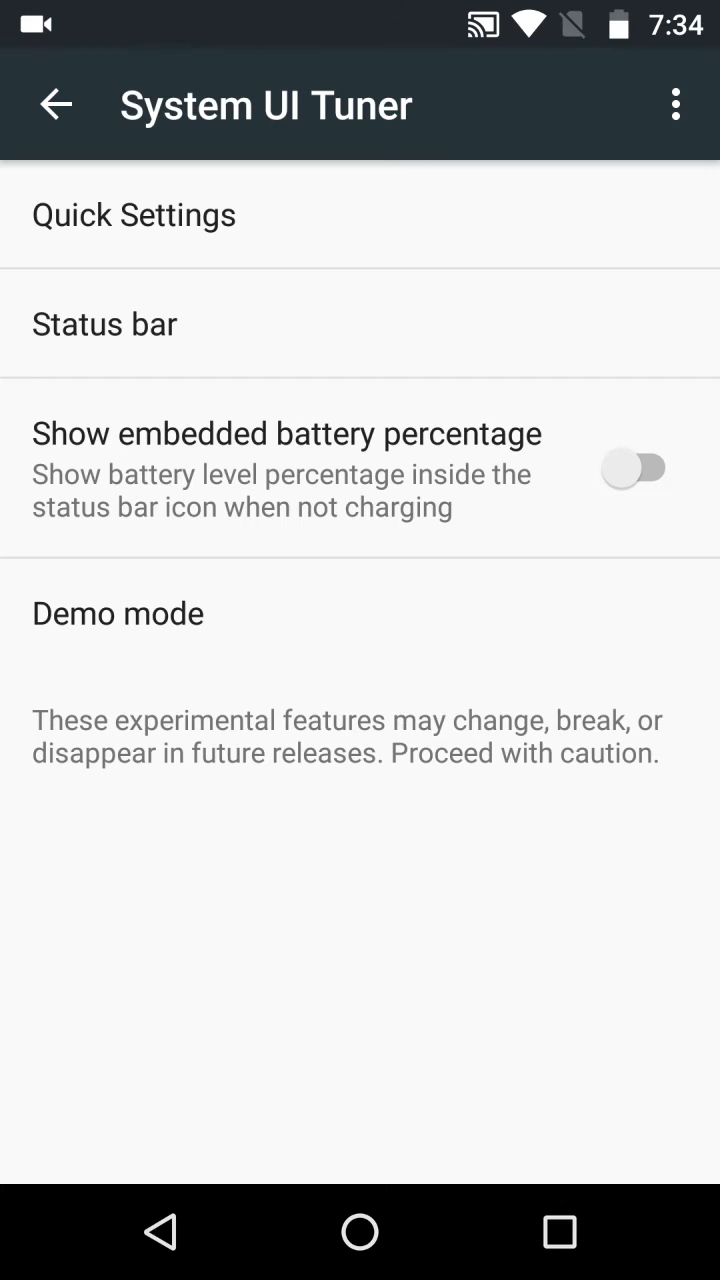 7:34
System UI Tuner
Quick Settings
Status bar
Show embedded battery percentage
Show battery level percentage inside the
status bar icon when not charging
Demo mode
These experimental features may change, break, or
disappear in future releases. Proceed with caution.